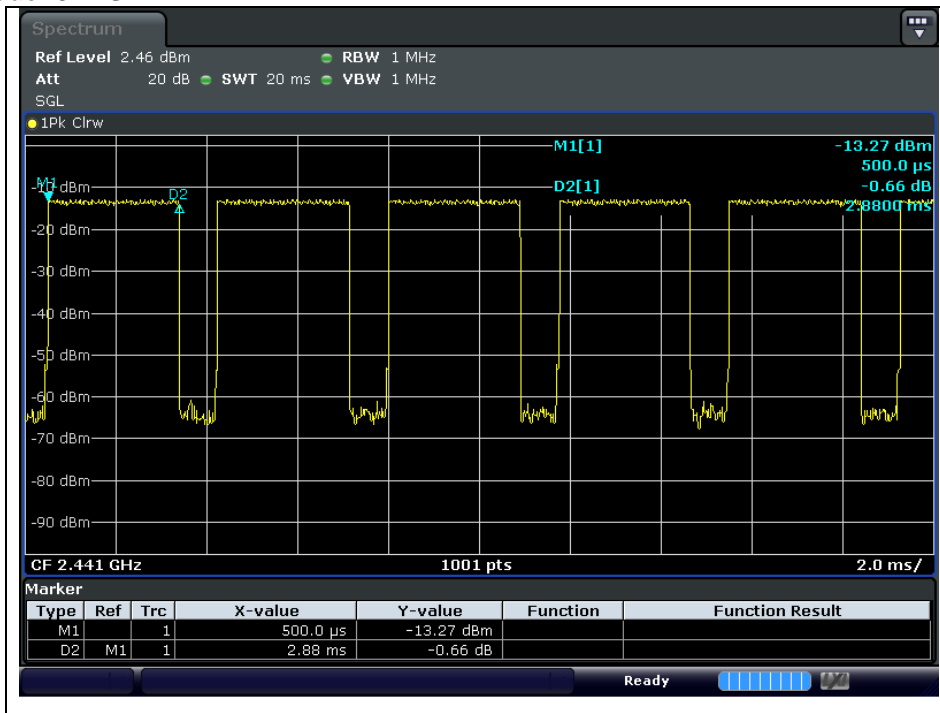 Spectrum
Ref Level 2.46 dBm RBW 1 MHz
Att 20 dB SWT 20 ms VBW 1 MHz
SGL
1Pk Clrw
M1[1] -13.27 dBm
500.0 µs
D2[1] -0.66 dB
2.8800 ms
M1
D2
-10 dBm
-20 dBm
-30 dBm
-40 dBm
-50 dBm
-60 dBm
-70 dBm
-80 dBm
-90 dBm
CF 2.441 GHz 1001 pts 2.0 ms/
Marker
Type Ref Trc X-value Y-value Function Function Result
M1 1 500.0 µs -13.27 dBm
D2 M1 1 2.88 ms -0.66 dB
Ready